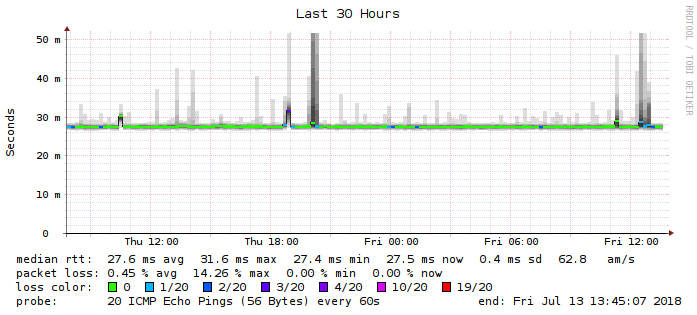 Last 30 Hours
RRDTOOL / TOBI OETIKER
Seconds
50 m
40 m
30 m
20 m
10 m
0
Thu 12:00 Thu 18:00 Fri 00:00 Fri 06:00 Fri 12:00
median rtt: 27.6 ms avg 31.6 ms max 27.4 ms min 27.5 ms now 0.4 ms sd 62.8 am/s
packet loss: 0.45 % avg 14.26 % max 0.00 % min 0.00 % now
loss color: 0 1/20 2/20 3/20 4/20 10/20 19/20
probe: 20 ICMP Echo Pings (56 Bytes) every 60s end: Fri Jul 13 13:45:07 2018